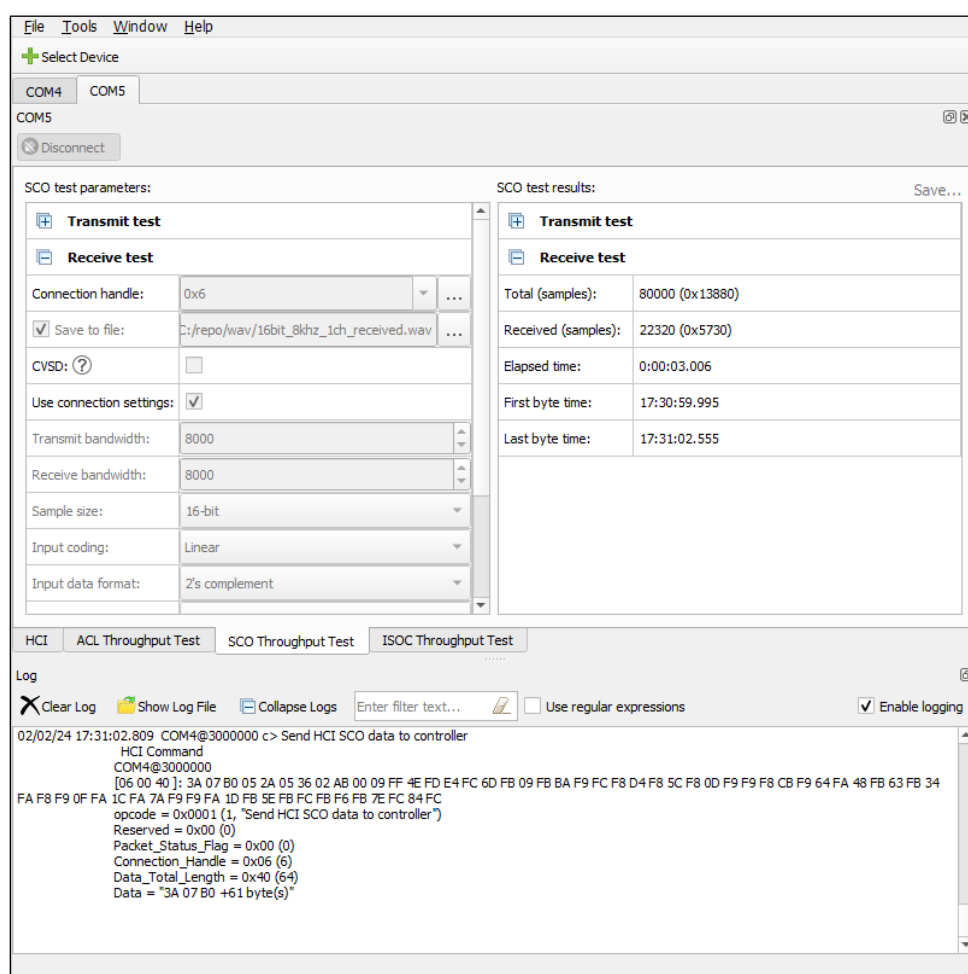 File Tools Window Help
Select Device
COM4 COM5
COM5
Disconnect
SCO test parameters: SCO test results: Save...
Transmit test Transmit test
Receive test Receive test
Connection handle: 0x6 ... Total (samples): 80000 (0x13880)
Save to file: C:/repo/wav/16bit_8khz_1ch_received.wav ... Received (samples): 22320 (0x5730)
CVSD: ? Elapsed time: 0:00:03.006
Use connection settings: First byte time: 17:30:59.995
Transmit bandwidth: 8000 Last byte time: 17:31:02.555
Receive bandwidth: 8000
Sample size: 16-bit
Input coding: Linear
Input data format: 2's complement
HCI ACL Throughput Test SCO Throughput Test ISOC Throughput Test
Log
Clear Log Show Log File Collapse Logs Enter filter text... Use regular expressions Enable logging
02/02/24 17:31:02.809 COM4@3000000 c> Send HCI SCO data to controller
HCI Command
COM4@3000000
[06 00 40 ]: 3A 07 B0 05 2A 05 36 02 AB 00 09 FF 4E FD E4 FC 6D FB 09 FB BA F9 FC F8 D4 F8 5C F8 0D F9 F9 F8 CB F9 64 FA 48 FB 63 FB 34
FA F8 F9 0F FA 1C FA 7A F9 F9 FA 1D FB 5E FB FC FB F6 FB 7E FC 84 FC
opcode = 0x0001 (1, "Send HCI SCO data to controller")
Reserved = 0x00 (0)
Packet_Status_Flag = 0x00 (0)
Connection_Handle = 0x06 (6)
Data_Total_Length = 0x40 (64)
Data = "3A 07 B0 +61 byte(s)"